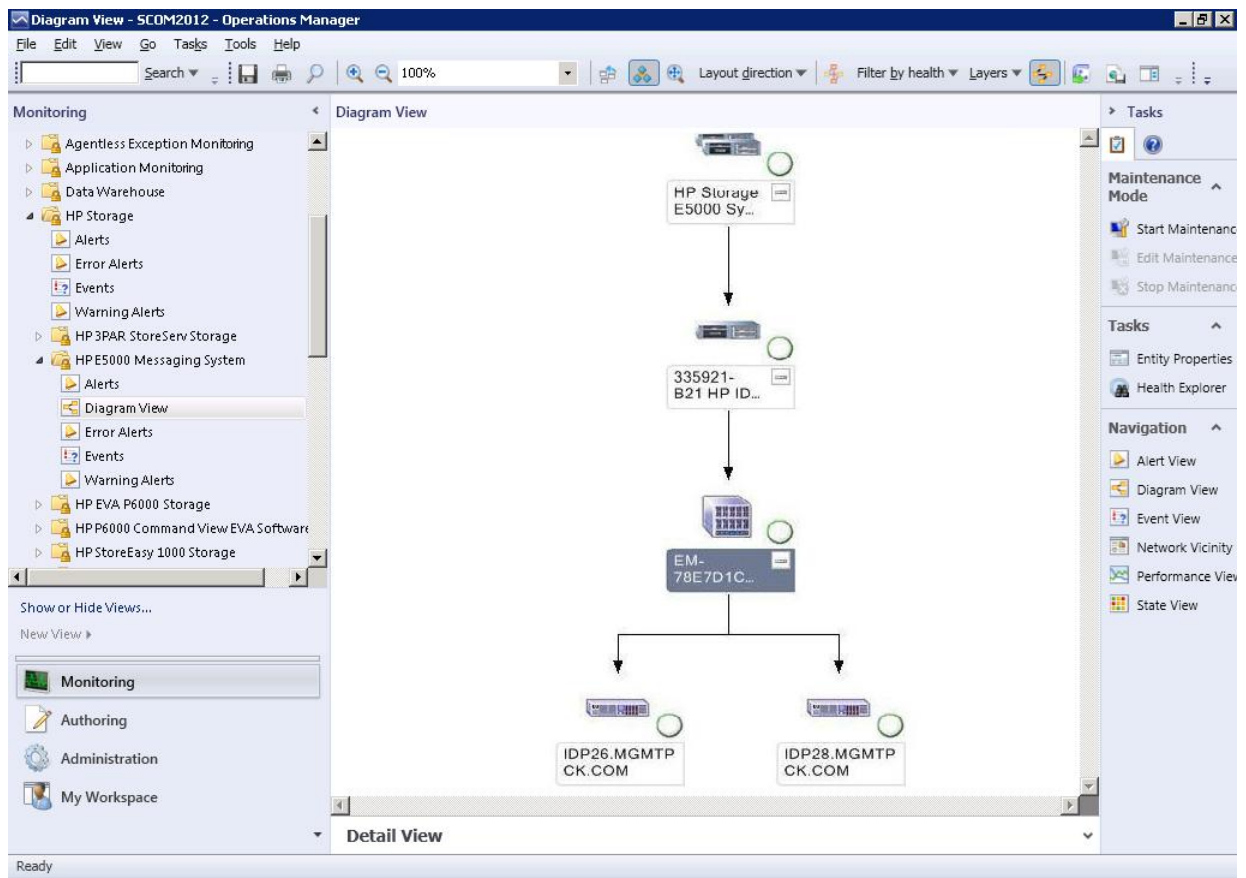 Diagram View - SCOM2012 - Operations Manager
File Edit View Go Tasks Tools Help
Search 100% Layout direction Filter by health Layers
Monitoring
Agentless Exception Monitoring
Application Monitoring
Data Warehouse
HP Storage
Alerts
Error Alerts
Events
Warning Alerts
HP 3PAR StoreServ Storage
HP E5000 Messaging System
Alerts
Diagram View
Error Alerts
Events
Warning Alerts
HP EVA P6000 Storage
HP P6000 Command View EVA Software
HP StoreEasy 1000 Storage
Show or Hide Views...
New View
Monitoring
Authoring
Administration
My Workspace
Diagram View
HP Storage
E5000 Sy...
335921-
B21 HP ID...
EM-
78E7D1C...
IDP26.MGMTP
CK.COM
IDP28.MGMTP
CK.COM
Detail View
Tasks
Maintenance
Mode
Start Maintenanc
Edit Maintenance
Stop Maintenanc
Tasks
Entity Properties
Health Explorer
Navigation
Alert View
Diagram View
Event View
Network Vicinity
Performance View
State View
Ready